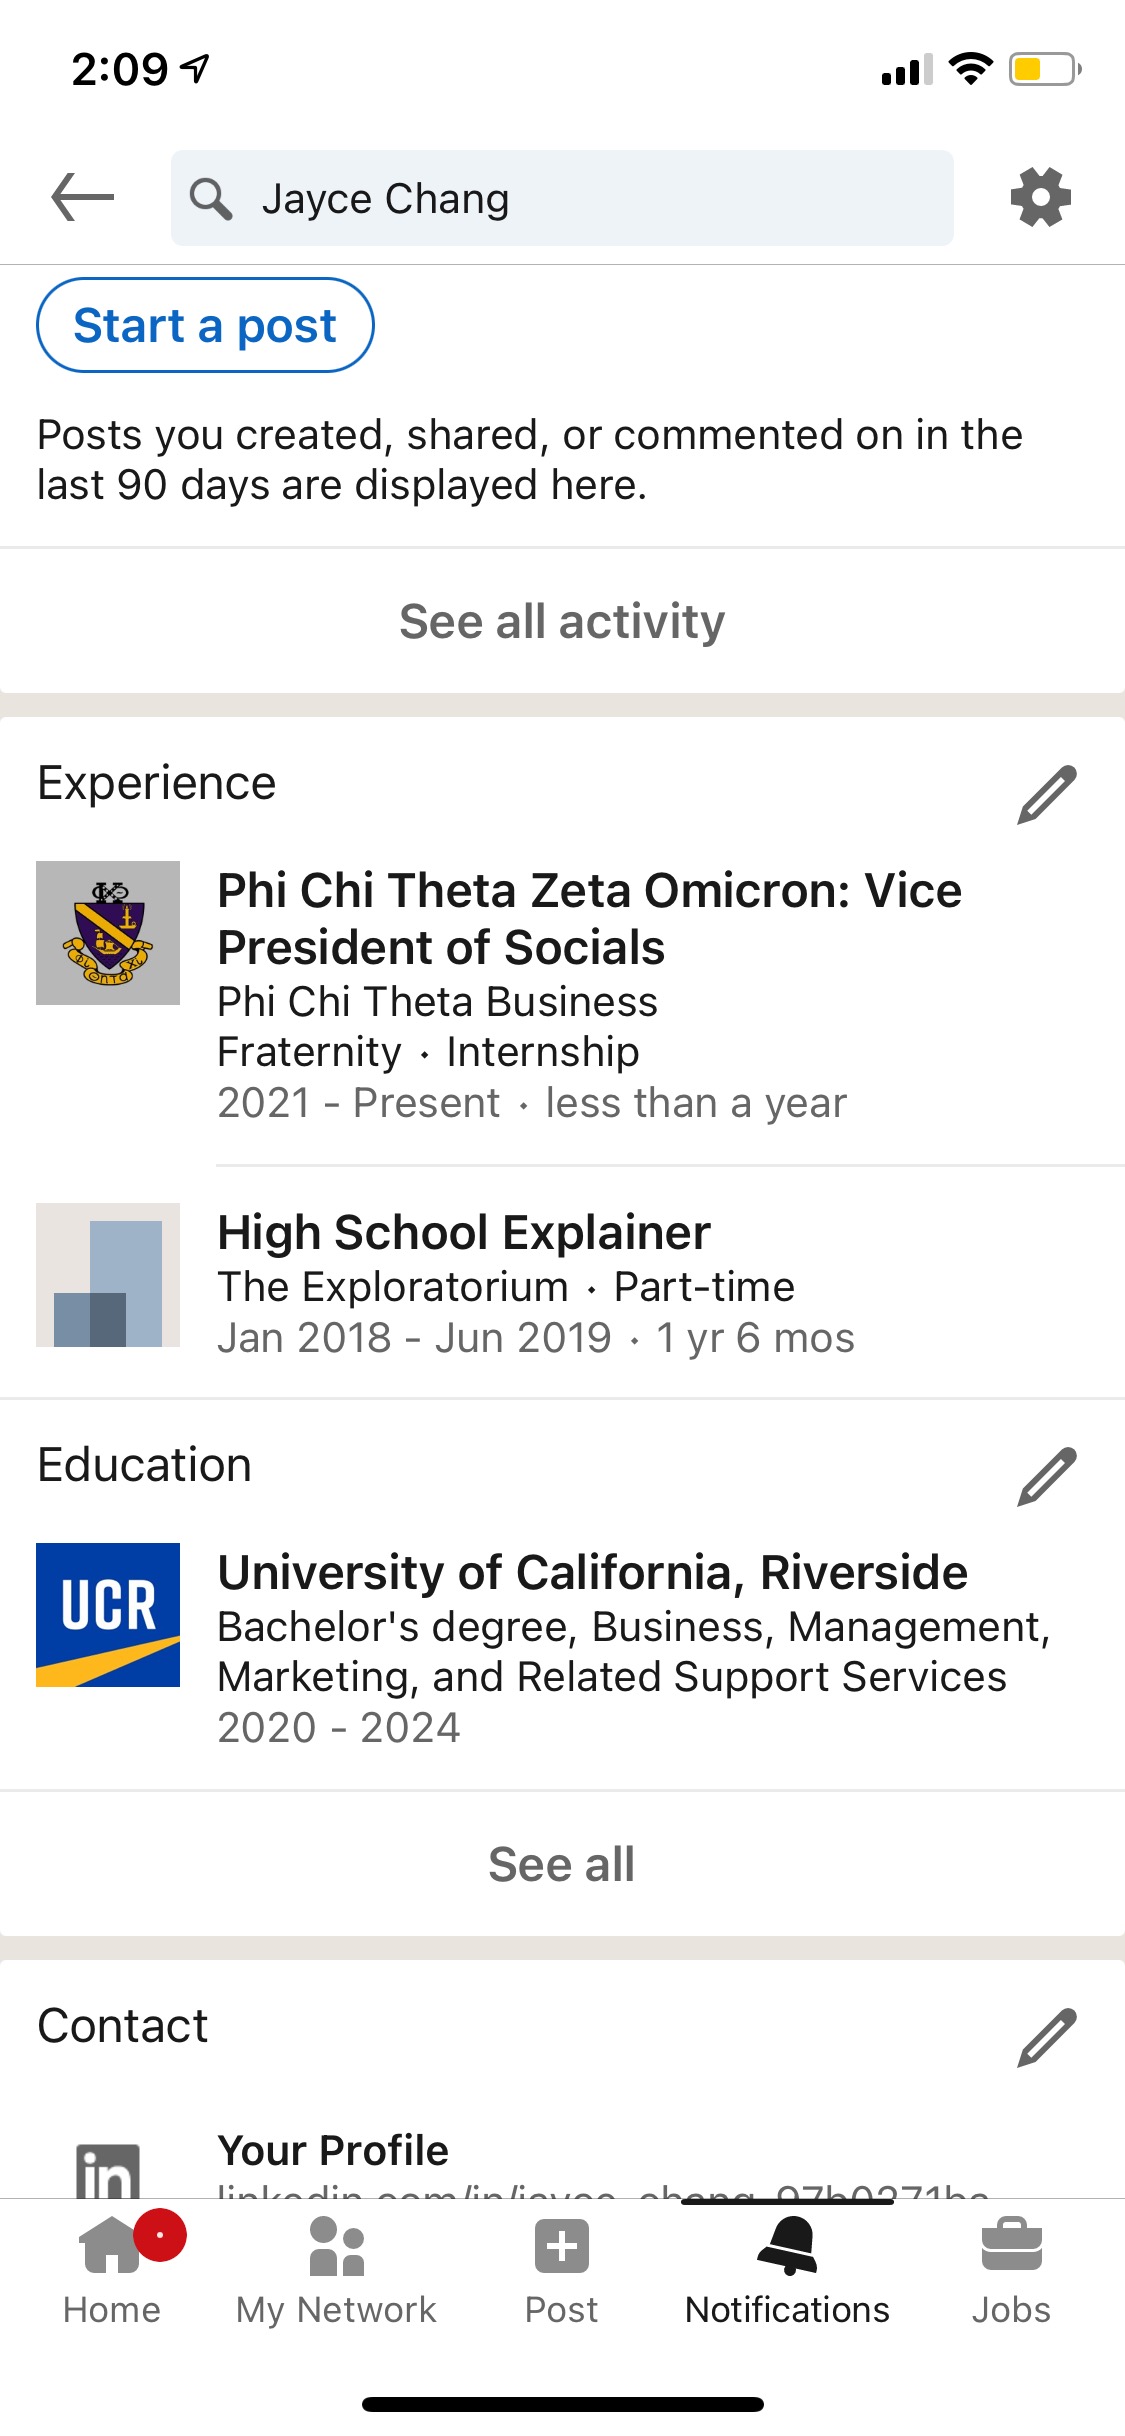 2:09
Jayce Chang
Start a post
Posts you created, shared, or commented on in the
last 90 days are displayed here.
See all activity
Experience
Phi Chi Theta Zeta Omicron: Vice
President of Socials
Phi Chi Theta Business
Fraternity · Internship
2021 - Present · less than a year
High School Explainer
The Exploratorium · Part-time
Jan 2018 - Jun 2019 · 1 yr 6 mos
Education
UCR
University of California, Riverside
Bachelor's degree, Business, Management,
Marketing, and Related Support Services
2020 - 2024
See all
Contact
in
Your Profile
Home
My Network
Post
Notifications
Jobs